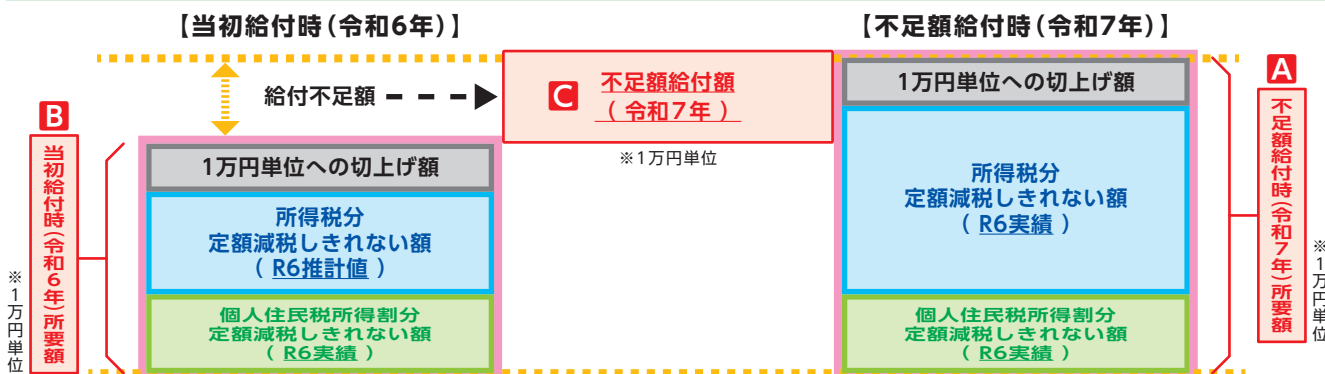 【当初給付時(令和6年)】
【不足額給付時(令和7年)】
給付不足額
C
不足額給付額
(令和7年)
※1万円単位
B
当初給付時(令和6年)所要額
※1万円単位
1万円単位への切上げ額
所得税分
定額減税しきれない額
(R6推計値)
個人住民税所得割分
定額減税しきれない額
(R6実績)
1万円単位への切上げ額
所得税分
定額減税しきれない額
(R6実績)
個人住民税所得割分
定額減税しきれない額
(R6実績)
A
不足額給付時(令和7年)所要額
※1万円単位